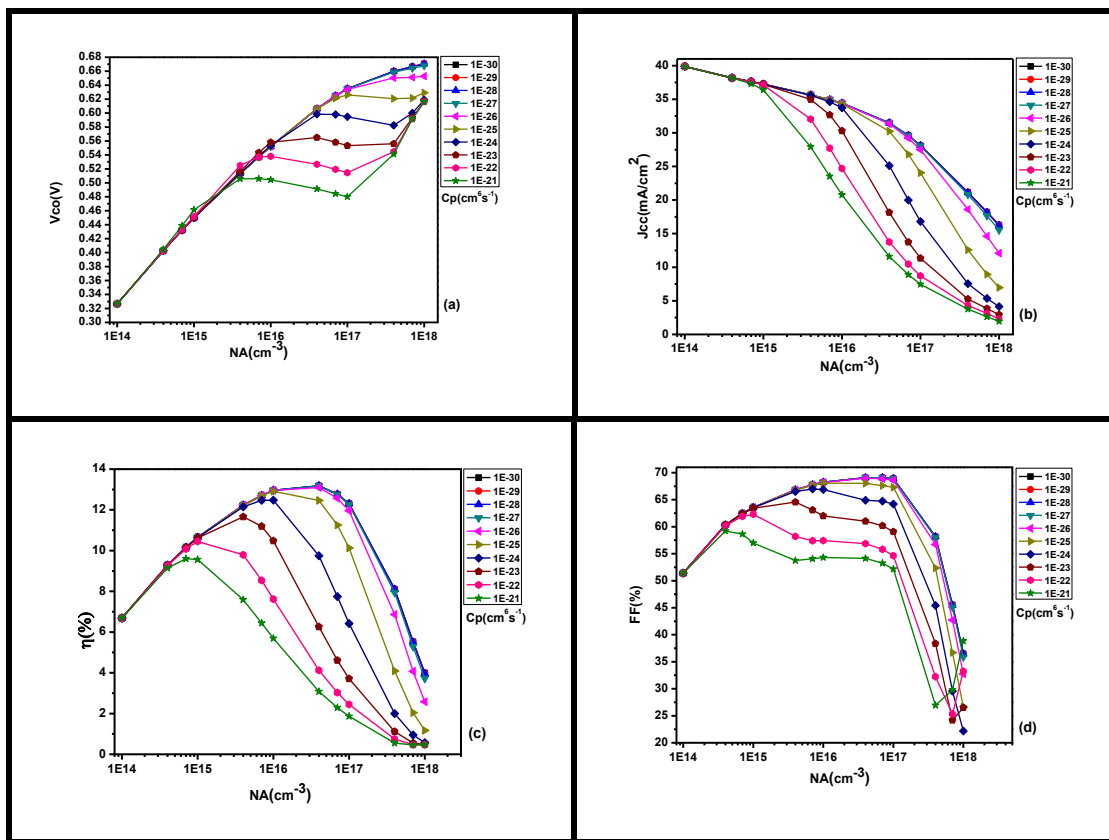 0.68
0.66
0.64
0.62
0.60
0.58
0.56
0.54
0.52
0.50
0.48
0.46
0.44
0.42
0.40
0.38
0.36
0.34
0.32
0.30
Vco(V)
1E14 1E15 1E16 1E17 1E18
NA(cm⁻³)
1E-30
1E-29
1E-28
1E-27
1E-26
1E-25
1E-24
1E-23
1E-22
1E-21
Cp(cm⁶s⁻¹)
(a)
40
35
30
25
20
15
10
5
0
Jcc(mA/cm²)
1E14 1E15 1E16 1E17 1E18
NA(cm⁻³)
1E-30
1E-29
1E-28
1E-27
1E-26
1E-25
1E-24
1E-23
1E-22
1E-21
Cp(cm⁶s⁻¹)
(b)
14
12
10
8
6
4
2
0
η(%)
1E14 1E15 1E16 1E17 1E18
NA(cm⁻³)
1E-30
1E-29
1E-28
1E-27
1E-26
1E-25
1E-24
1E-23
1E-22
1E-21
Cp(cm⁶s⁻¹)
(c)
70
65
60
55
50
45
40
35
30
25
20
FF(%)
1E14 1E15 1E16 1E17 1E18
NA(cm⁻³)
1E-30
1E-29
1E-28
1E-27
1E-26
1E-25
1E-24
1E-23
1E-22
1E-21
Cp(cm⁶s⁻¹)
(d)